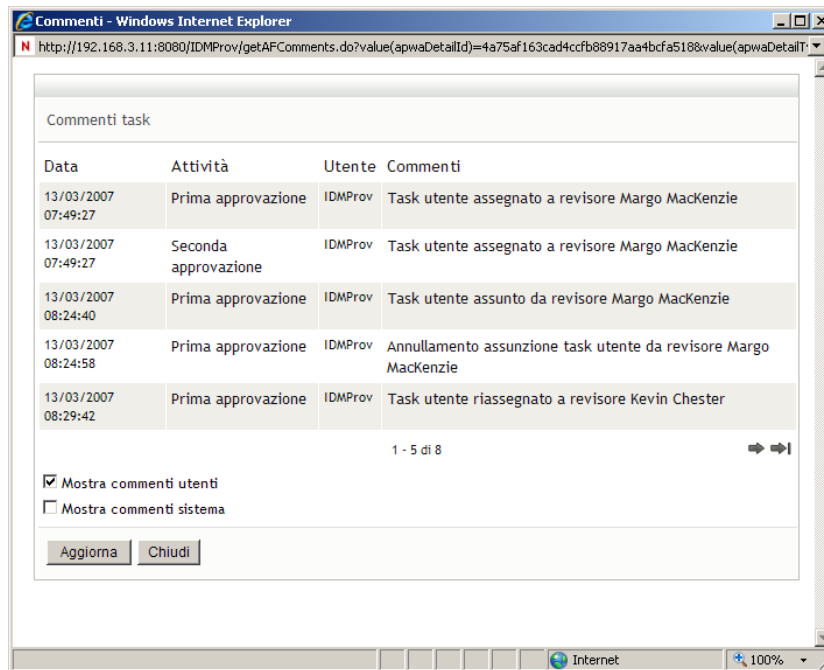 Commenti - Windows Internet Explorer
N http://192.168.3.11:8080/IDMProv/getAFComments.do?value(apwaDetailId)=4a75af163cad4ccfb88917aa4bcfa518&value(apwaDetailT
Commenti task
Data Attività Utente Commenti
13/03/2007 Prima approvazione IDMProv Task utente assegnato a revisore Margo MacKenzie
07:49:27
13/03/2007 Seconda IDMProv Task utente assegnato a revisore Margo MacKenzie
07:49:27 approvazione
13/03/2007 Prima approvazione IDMProv Task utente assunto da revisore Margo MacKenzie
08:24:40
13/03/2007 Prima approvazione IDMProv Annullamento assunzione task utente da revisore Margo
08:24:58 MacKenzie
13/03/2007 Prima approvazione IDMProv Task utente riassegnato a revisore Kevin Chester
08:29:42
1 - 5 di 8
Mostra commenti utenti
Mostra commenti sistema
Aggiorna Chiudi
Internet 100%